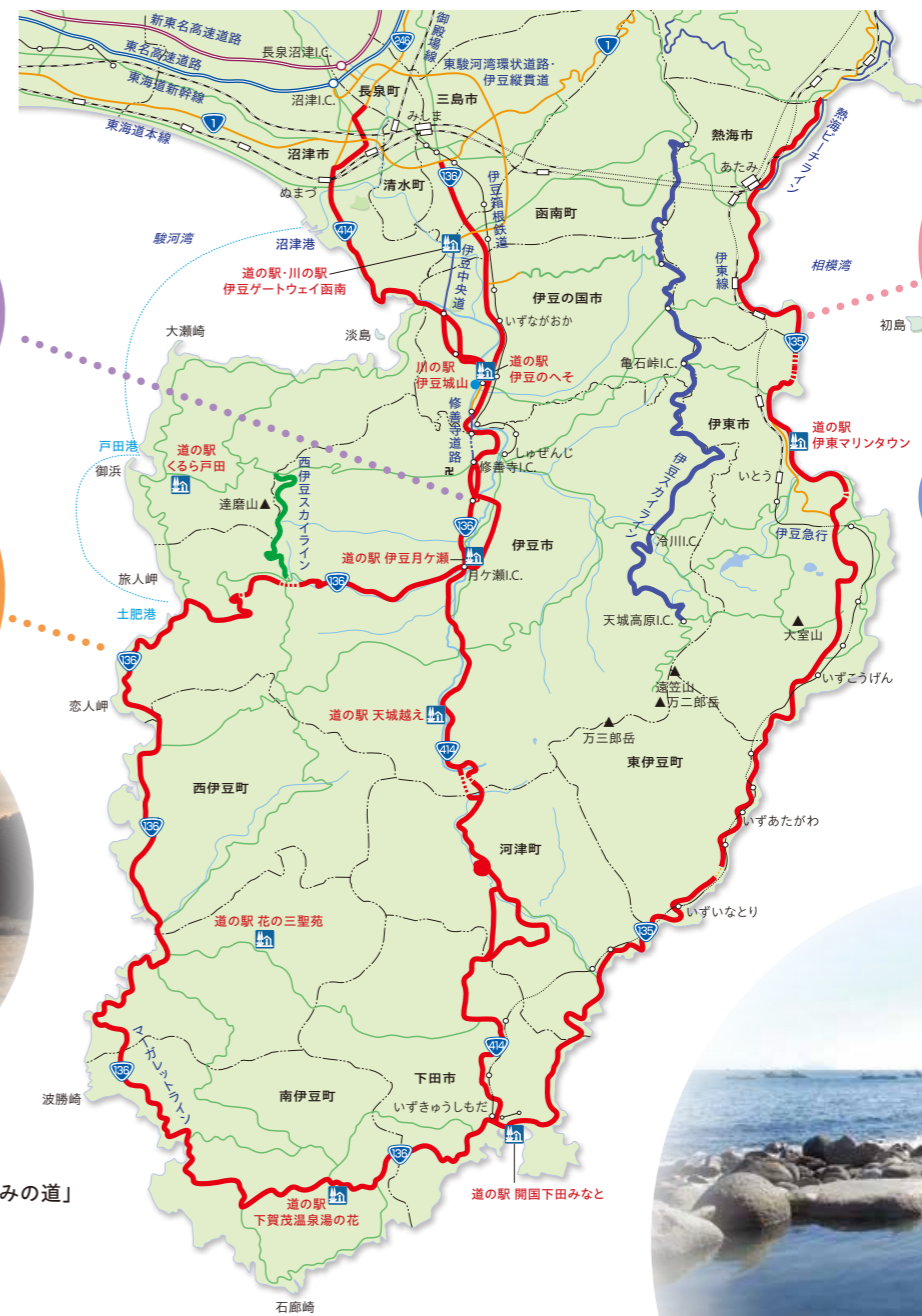 新東名高速道路
東名高速道路
東海道新幹線
東海道本線
長泉沼津I.C.
沼津I.C.
御殿場線
246
1
東駿河湾環状道路・
伊豆縦貫道
長泉町
三島市
みしま
1
沼津市
ぬまづ
清水町
136
伊豆箱根鉄道
函南町
熱海市
あたみ
熱海ビーチライン
駿河湾
沼津港
414
道の駅・川の駅
伊豆ゲートウェイ函南
伊豆中央道
伊豆の国市
いずながおか
伊東線
相模湾
初島
135
大瀬崎
淡島
川の駅
伊豆城山
道の駅
伊豆のへそ
亀石峠I.C.
伊東市
道の駅
伊東マリンタウン
戸田港
御浜
道の駅
くるら戸田
達磨山
西伊豆スカイライン
修善寺道路
しゅぜんじ
卍
修善寺I.C.
伊豆スカイライン
いとう
伊豆急行
136
伊豆市
冷川I.C.
道の駅 伊豆月ケ瀬
月ケ瀬I.C.
136
旅人岬
土肥港
天城高原I.C.
大室山
136
恋人岬
遠笠山
万二郎岳
万三郎岳
いずこうげん
道の駅 天城越え
414
東伊豆町
西伊豆町
136
いずあたがわ
河津町
いずいなとり
135
道の駅 花の三聖苑
マーガレットライン
136
波勝崎
414
下田市
南伊豆町
いずきゅうしもだ
136
道の駅 開国下田みなと
道の駅
下賀茂温泉湯の花
みの道」
石廊崎